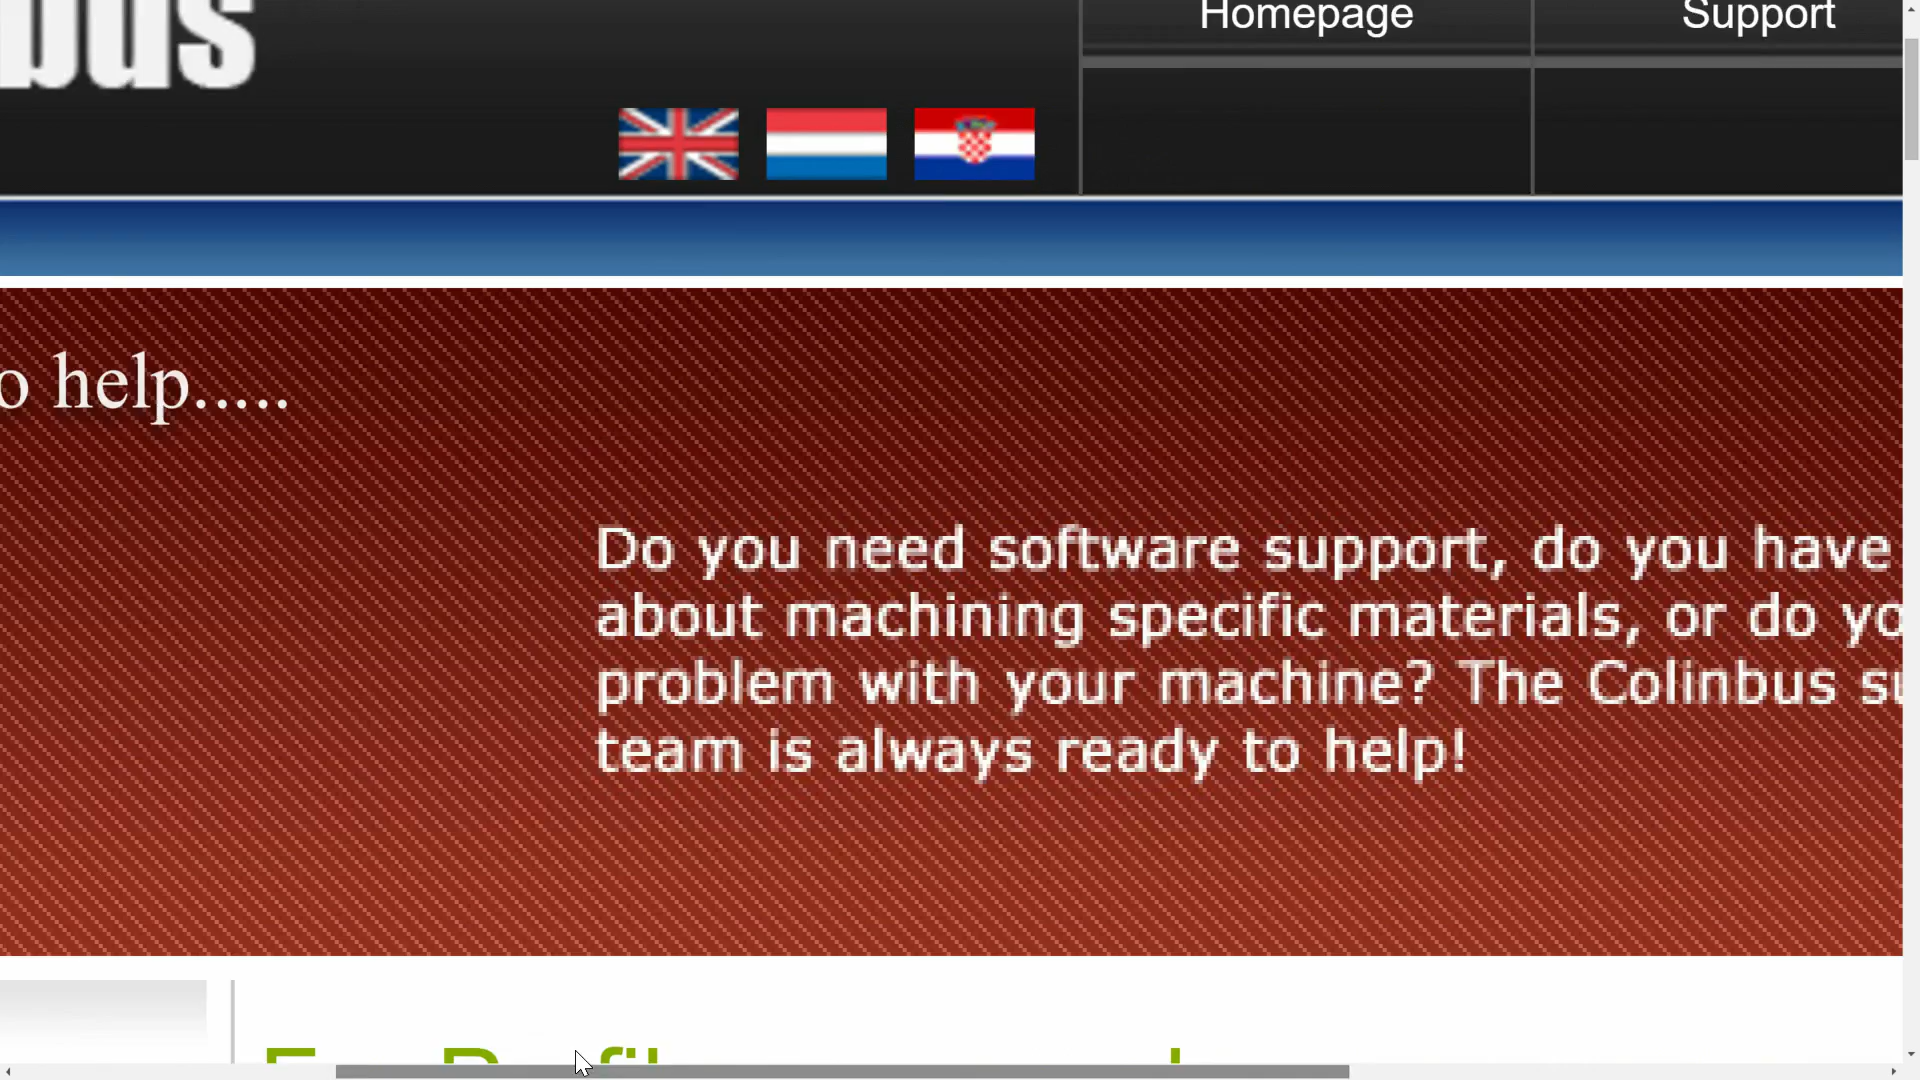 bus
Homepage
Support
o help.....
Do you need software support, do you have
about machining specific materials, or do yo
problem with your machine? The Colinbus su
team is always ready to help!